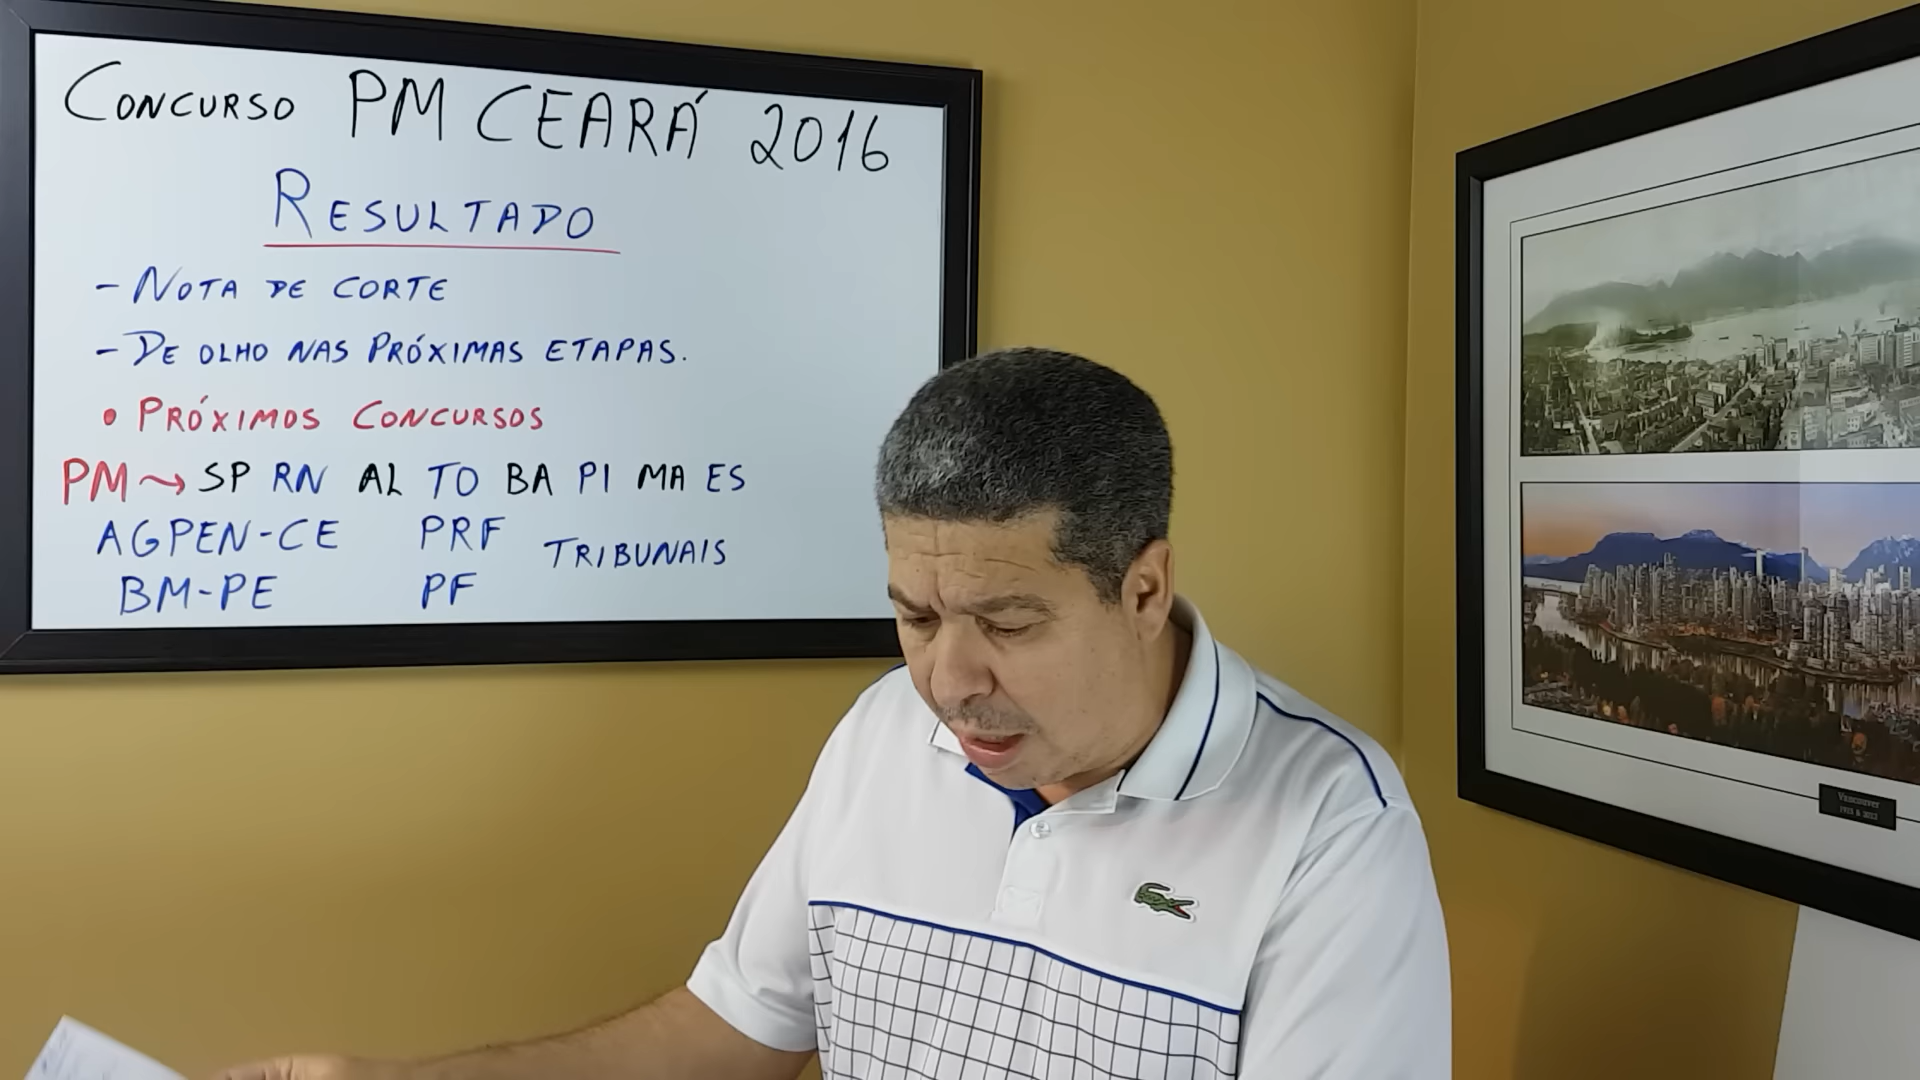 CONCURSO PM CEARÁ 2016
RESULTADO
- NOTA DE CORTE
- DE OLHO NAS PRÓXIMAS ETAPAS.
• PRÓXIMOS CONCURSOS
PM → SP RN AL TO BA PI MA ES
AGPEN-CE PRF TRIBUNAIS
BM-PE PF
Vancouver